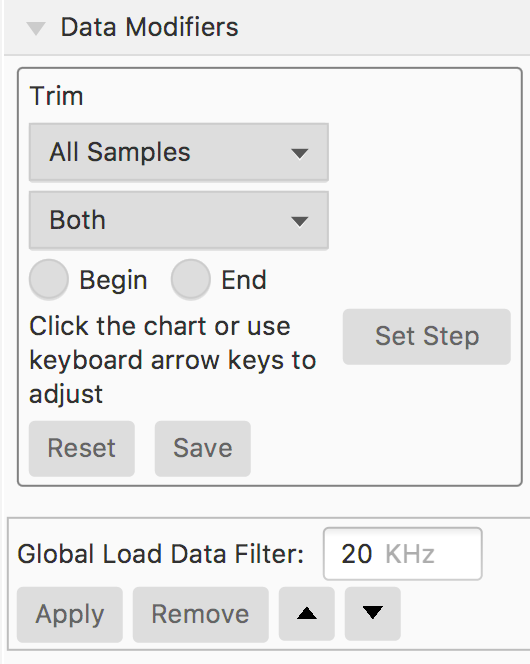 Data Modifiers
Trim
All Samples
Both
Begin End
Click the chart or use
keyboard arrow keys to
adjust
Set Step
Reset Save
Global Load Data Filter: 20 KHz
Apply Remove